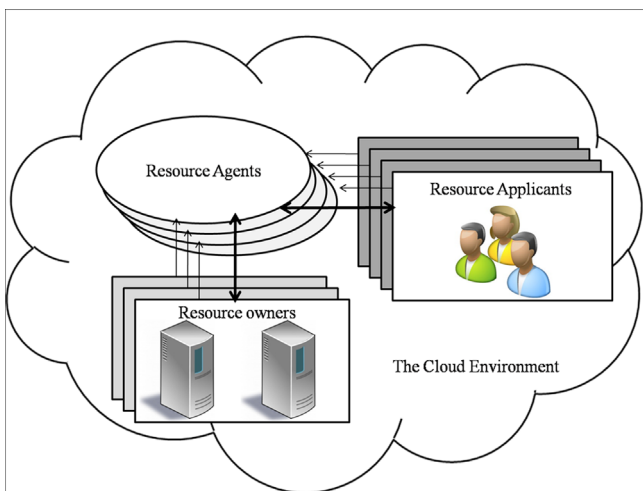 Resource Agents
Resource Applicants
Resource owners
The Cloud Environment